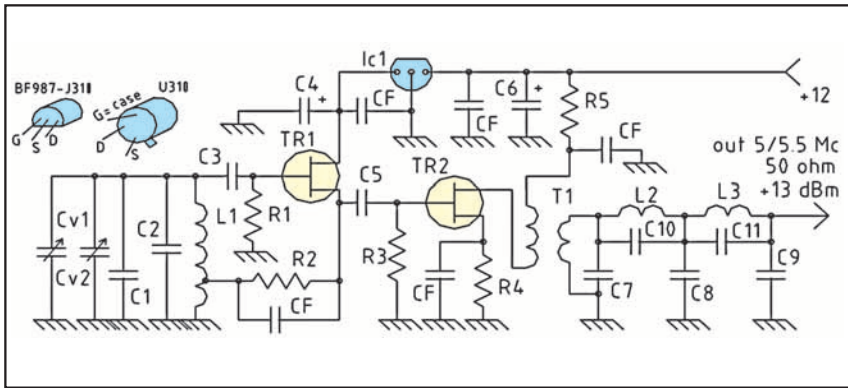 BF987-J310
U310
G=case
G
S
D
D
S
Ic1
C4
+
CF
C6
+
CF
R5
+12
CF
out 5/5.5 Mc
50 ohm
+13 dBm
TR1
C3
C5
TR2
T1
L2
L3
Cv1
Cv2
C1
C2
L1
R1
R2
CF
R3
CF
R4
C10
C11
C7
C8
C9